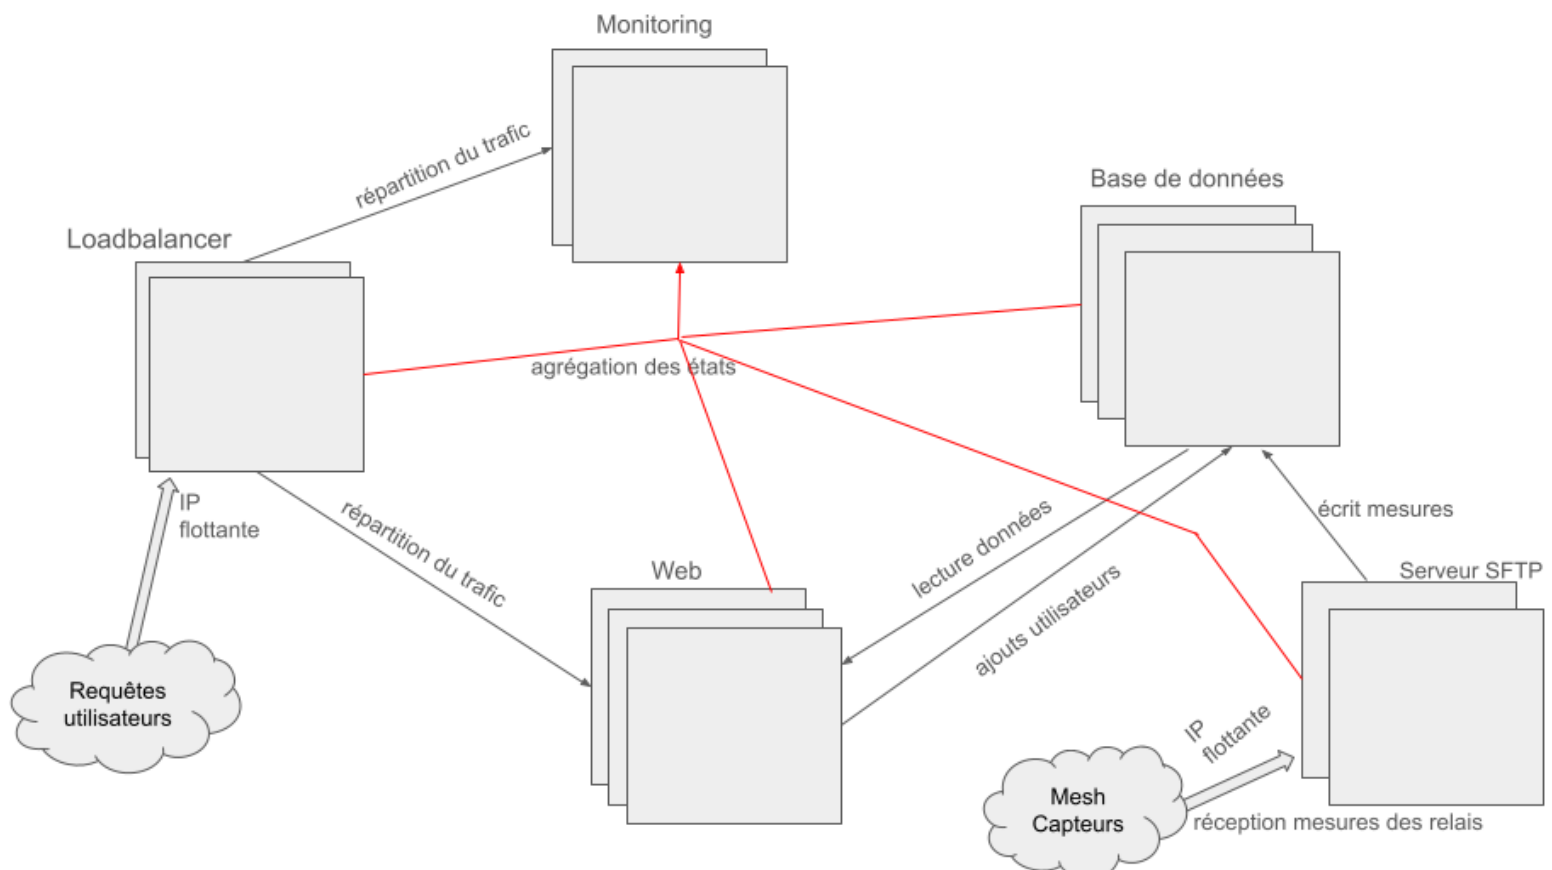 Monitoring
répartition du trafic
Base de données
Loadbalancer
agrégation des états
IP
flottante
répartition du trafic
lecture données
écrit mesures
Web
Serveur SFTP
ajouts utilisateurs
Requêtes
utilisateurs
IP
flottante
Mesh
Capteurs
réception mesures des relais